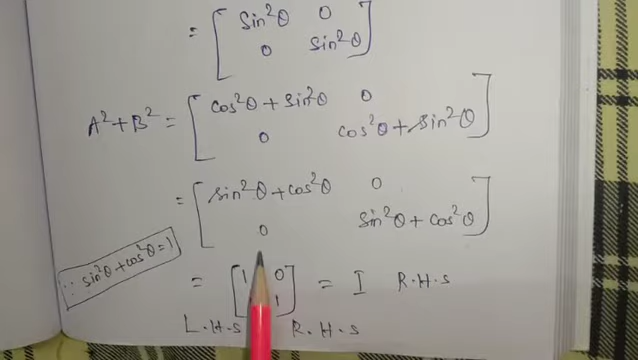 = [ sin²θ 0
0 sin²θ ]
A² + B² = [ cos²θ + sin²θ 0
0 cos²θ + sin²θ ]
= [ sin²θ + cos²θ 0
0 sin²θ + cos²θ ]
∵ sin²θ + cos²θ = 1
= [ 1 0
1 ] = I R.H.S
L.H.S R.H.S